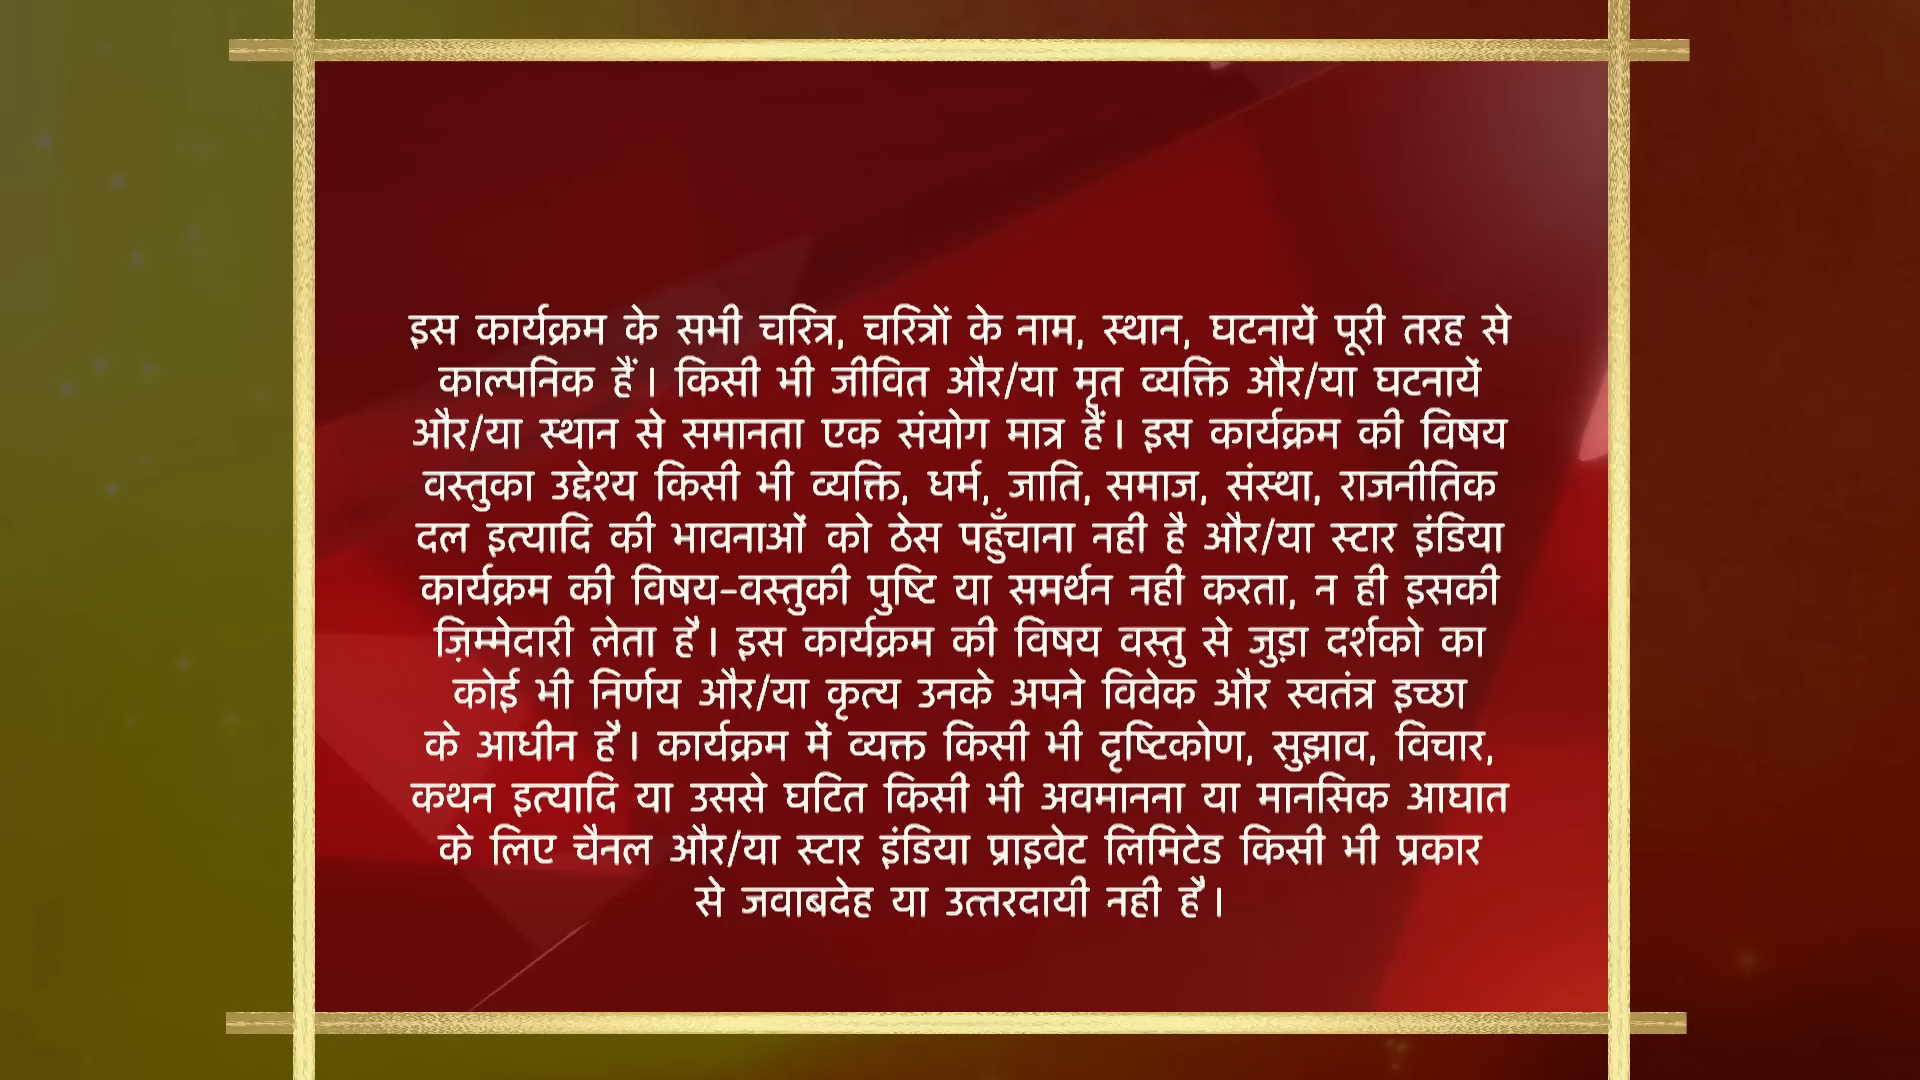 इस कार्यक्रम के सभी चरित्र, चरित्रों के नाम, स्थान, घटनायें पूरी तरह से
काल्पनिक हैं। किसी भी जीवित और/या मृत व्यक्ति और/या घटनायें
और/या स्थान से समानता एक संयोग मात्र हैं। इस कार्यक्रम की विषय
वस्तुका उद्देश्य किसी भी व्यक्ति, धर्म, जाति, समाज, संस्था, राजनीतिक
दल इत्यादि की भावनाओं को ठेस पहुँचाना नही है और/या स्टार इंडिया
कार्यक्रम की विषय-वस्तुकी पुष्टि या समर्थन नहीं करता, न ही इसकी
ज़िम्मेदारी लेता है। इस कार्यक्रम की विषय वस्तु से जुड़ा दर्शको का
कोई भी निर्णय और/या कृत्य उनके अपने विवेक और स्वतंत्र इच्छा
के आधीन है। कार्यक्रम में व्यक्त किसी भी दृष्टिकोण, सुझाव, विचार,
कथन इत्यादि या उससे घटित किसी भी अवमानना या मानसिक आघात
के लिए चैनल और/या स्टार इंडिया प्राइवेट लिमिटेड किसी भी प्रकार
से जवाबदेह या उत्तरदायी नही है।